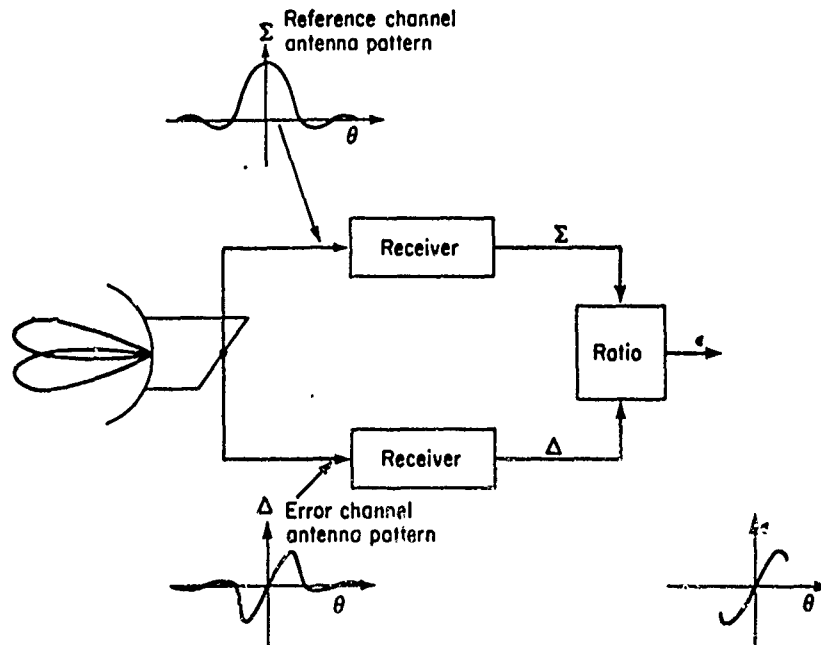 Σ Reference channel
antenna pattern
θ
Receiver
Σ
Ratio
ϵ
Receiver
Δ
Δ Error channel
antenna pattern
θ
ϵ
θ